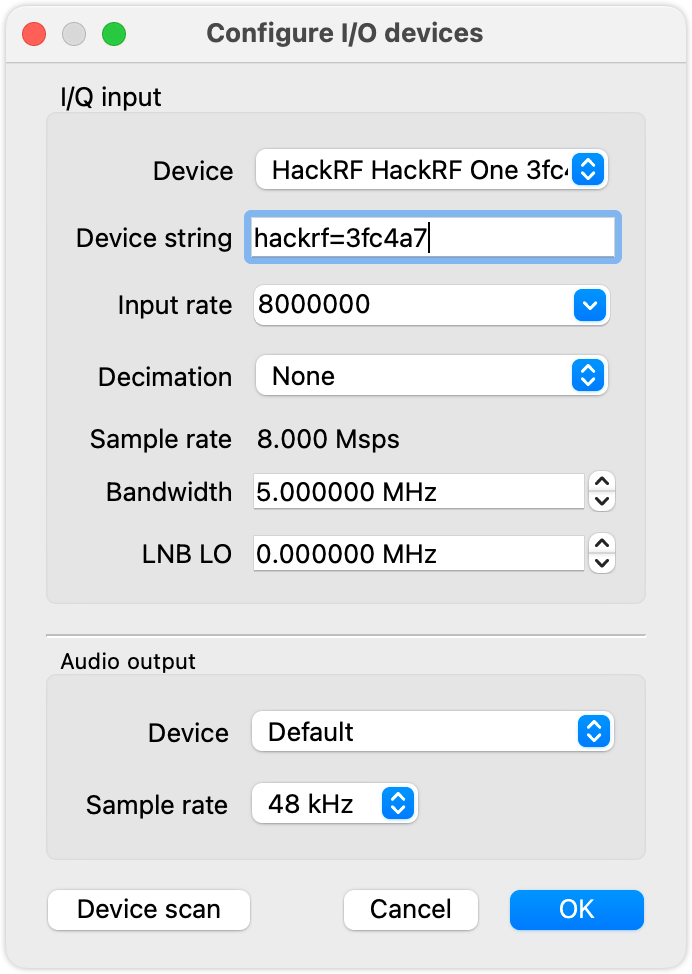 Configure I/O devices
I/Q input
Device HackRF HackRF One 3fc4
Device string hackrf=3fc4a7
Input rate 8000000
Decimation None
Sample rate 8.000 Msps
Bandwidth 5.000000 MHz
LNB LO 0.000000 MHz
Audio output
Device Default
Sample rate 48 kHz
Device scan Cancel OK